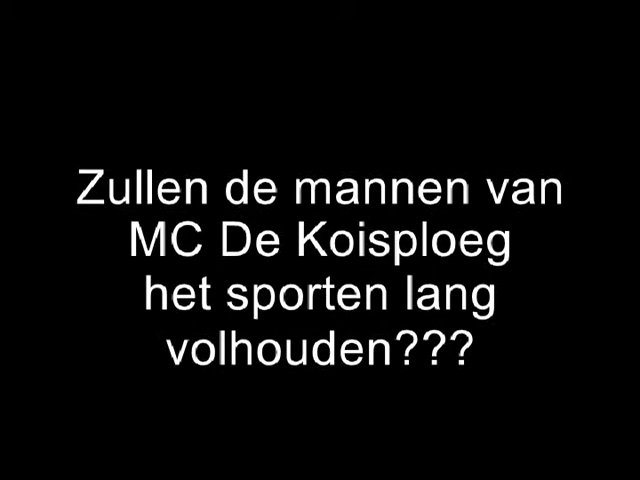 Zullen de mannen van
MC De Koisploeg
het sporten lang
volhouden???